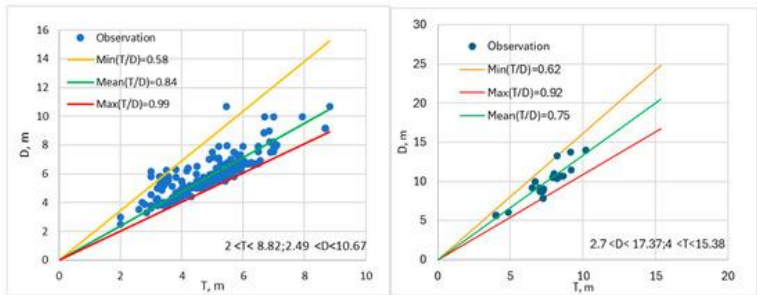 16
14
12
10
8
6
4
2
0
D, m
Observation
Min(T/D)=0.58
Mean(T/D)=0.84
Max(T/D)=0.99
2 <T< 8.82;2.49 <D<10.67
0 2 4 6 8 10
T, m
30
25
20
15
10
5
0
D, m
Observation
Min(T/D)=0.62
Max(T/D)=0.92
Mean(T/D)=0.75
2.7 <D< 17.37;4 <T<15.38
0 5 10 15 20
T, m